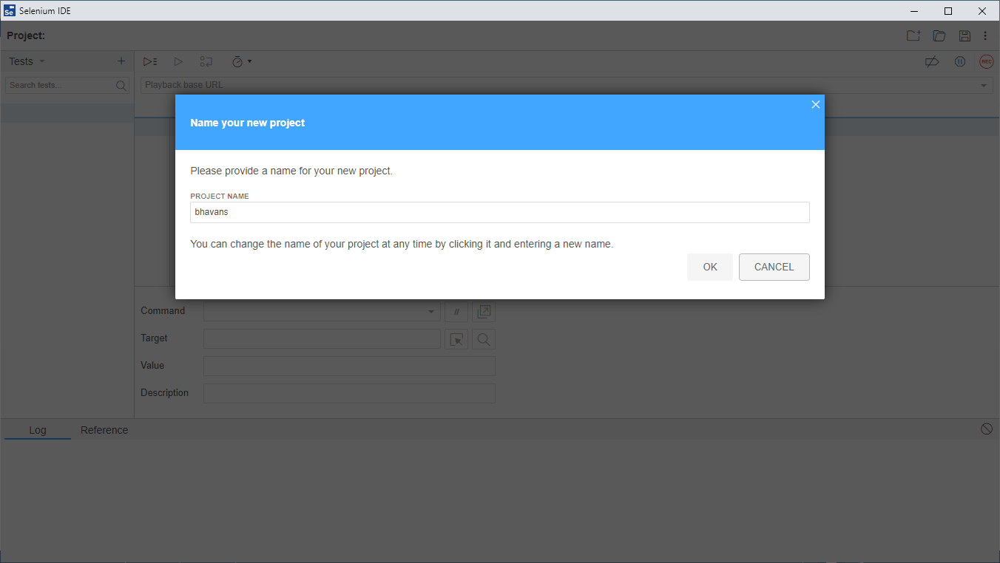 Selenium IDE
Project:
Tests
Search tests...
Playback base URL
Name your new project
Please provide a name for your new project.
PROJECT NAME
bhavans
You can change the name of your project at any time by clicking it and entering a new name.
OK CANCEL
Command //
Target
Value
Description
Log Reference
REC